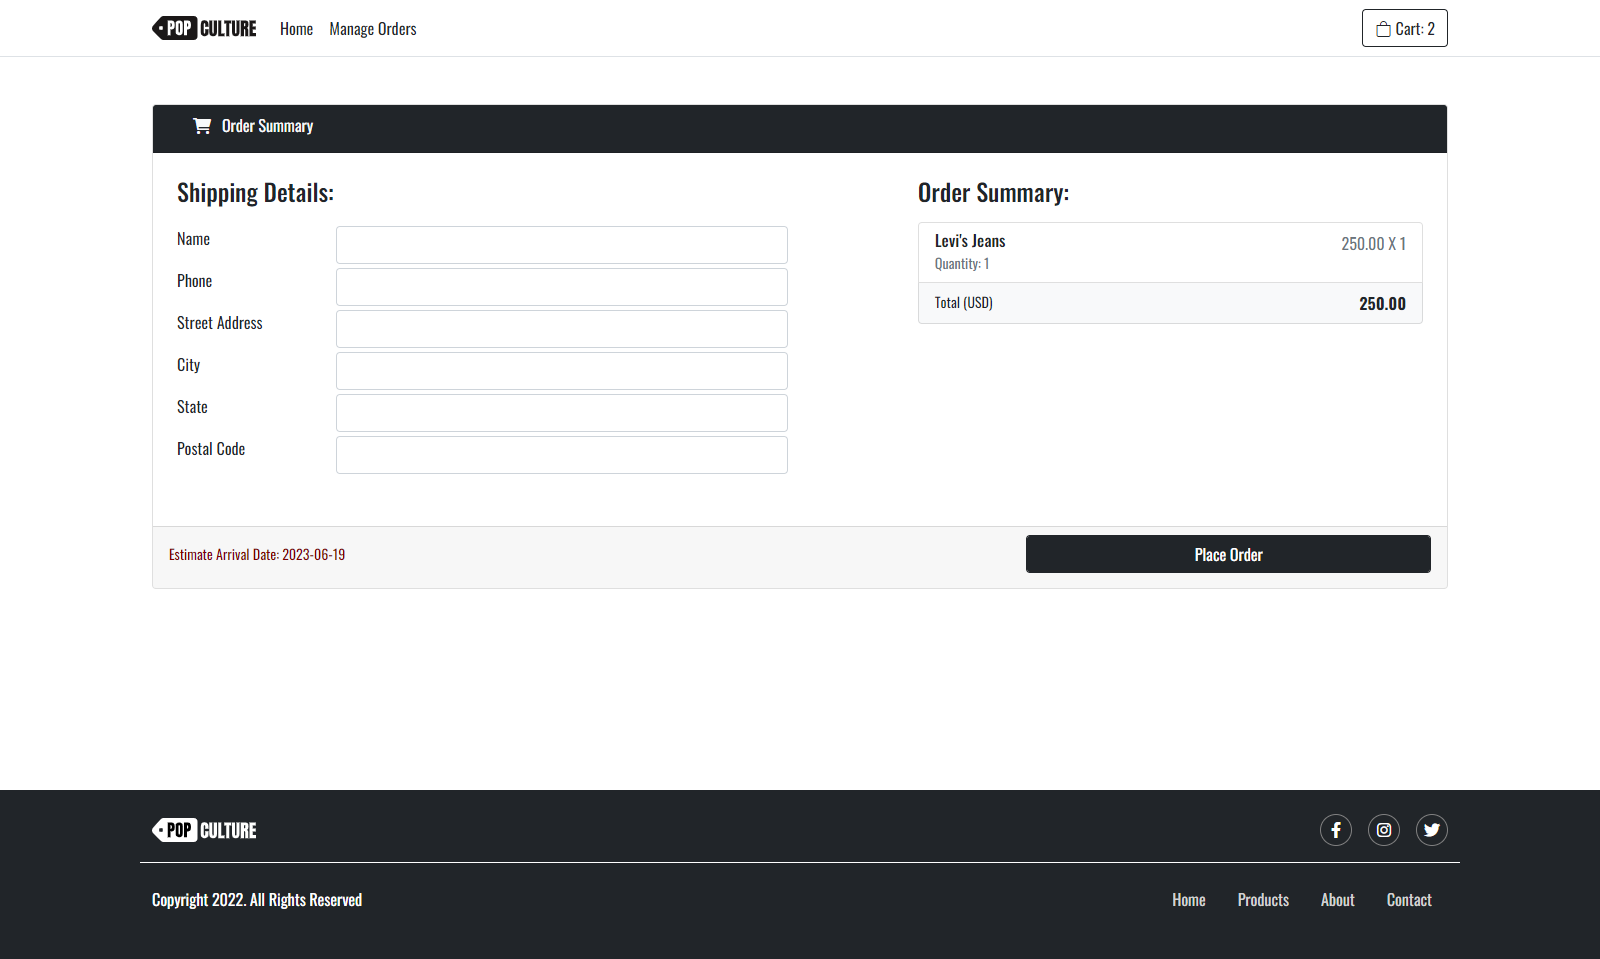 POP CULTURE Home Manage Orders Cart: 2
Order Summary
Shipping Details:
Name
Phone
Street Address
City
State
Postal Code
Order Summary:
Levi's Jeans 250.00 X 1
Quantity: 1
Total (USD) 250.00
Estimate Arrival Date: 2023-06-19 Place Order
POP CULTURE
Copyright 2022. All Rights Reserved Home Products About Contact